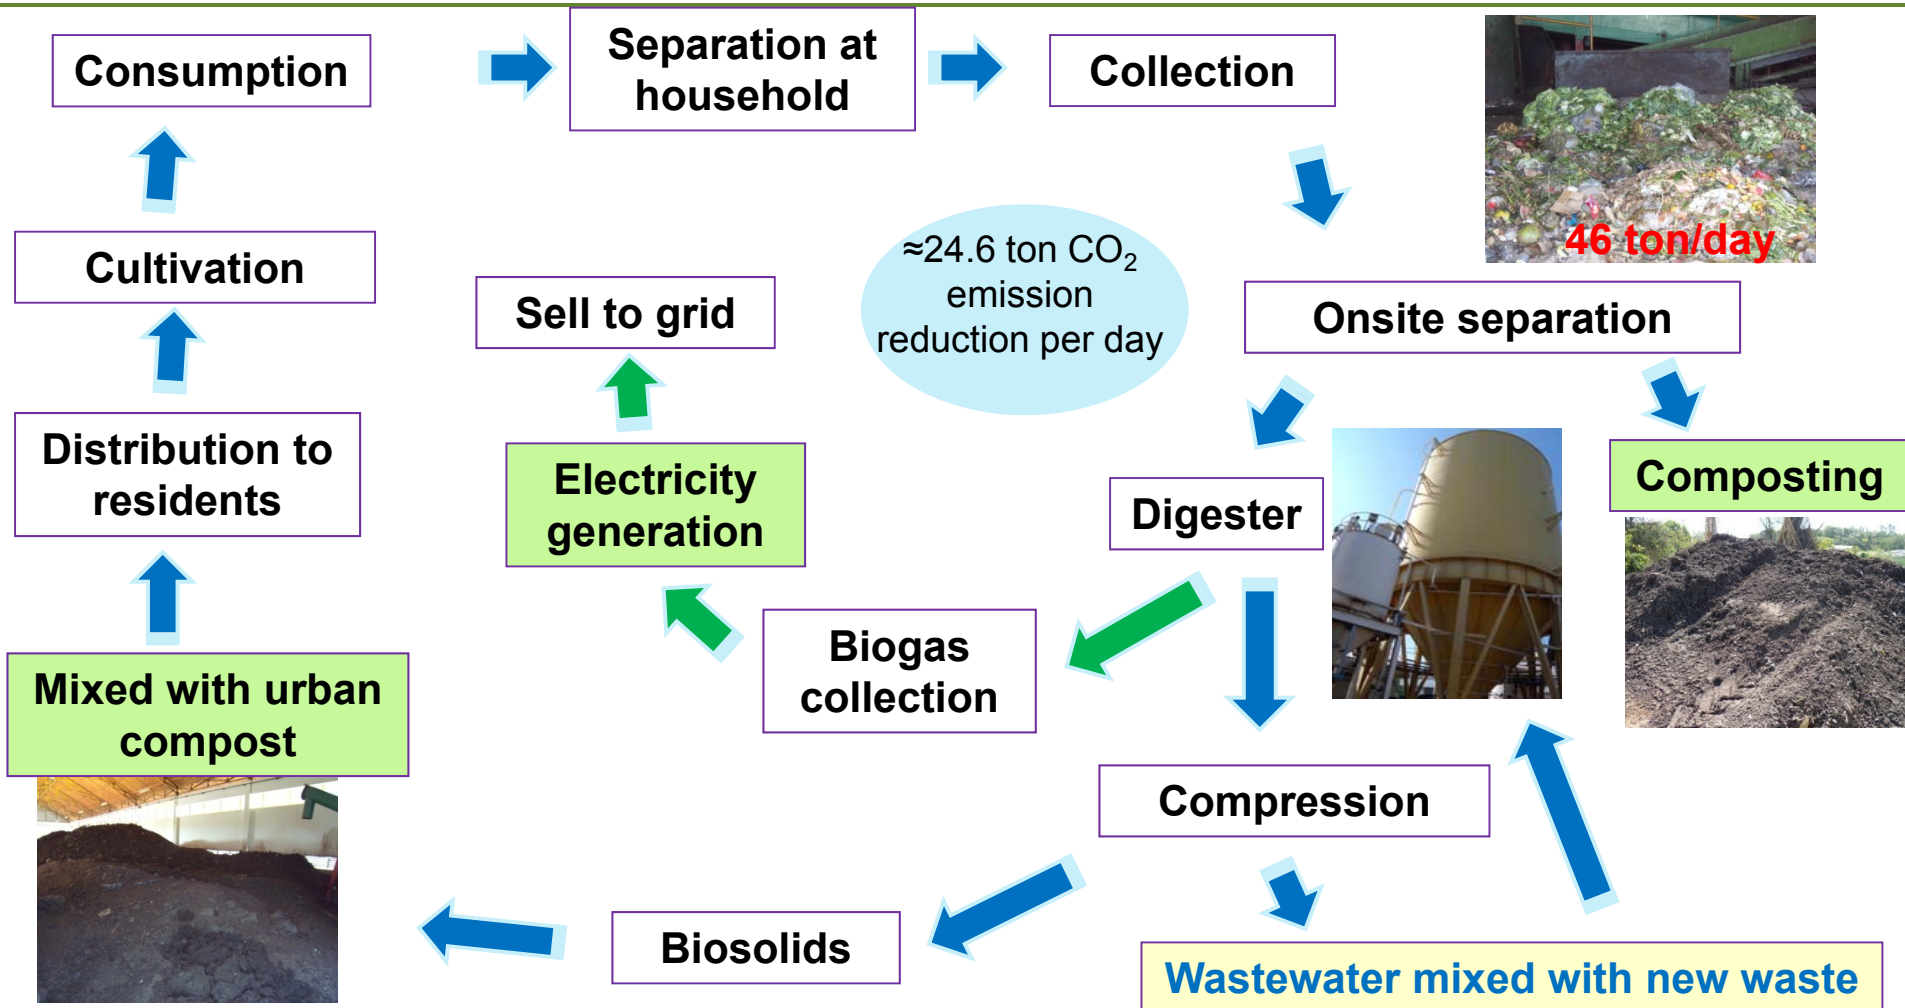 Consumption
Separation at
household
Collection
46 ton/day
Cultivation
Sell to grid
≈24.6 ton CO₂
emission
reduction per day
Onsite separation
Distribution to
residents
Electricity
generation
Digester
Composting
Mixed with urban
compost
Biogas
collection
Compression
Biosolids
Wastewater mixed with new waste